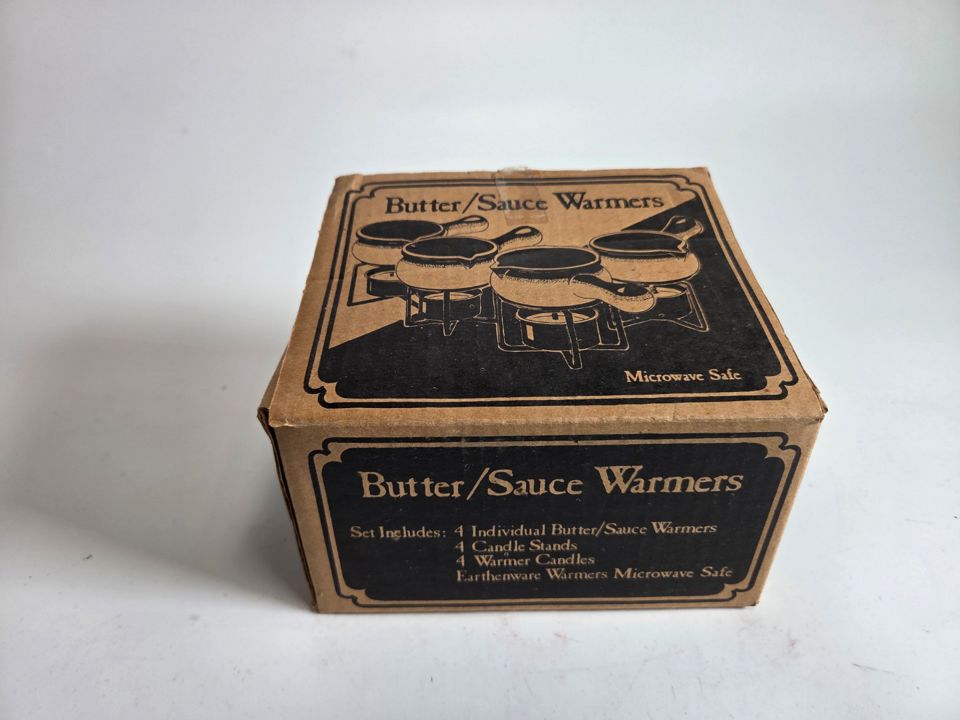 Butter/Sauce Warmers
Microwave Safe
Butter/Sauce Warmers
Set Includes: 4 Individual Butter/Sauce Warmers
4 Candle Stands
4 Warmer Candles
Earthenware Warmers Microwave Safe